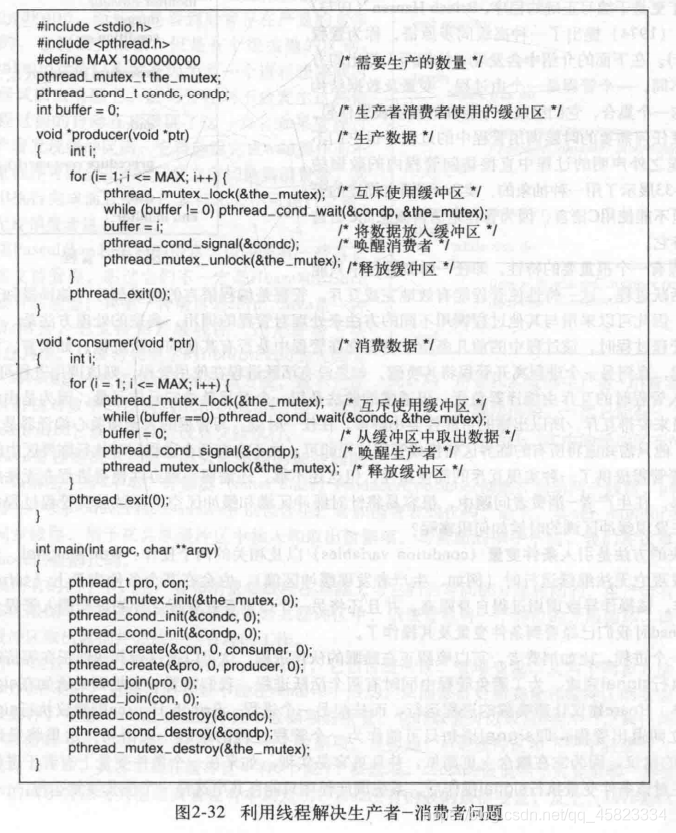 #include <stdio.h>
#include <pthread.h>
#define MAX 1000000000 /* 需要生产的数量 */
pthread_mutex_t the_mutex;
pthread_cond_t condc, condp;
int buffer = 0; /* 生产者消费者使用的缓冲区 */
void *producer(void *ptr) /* 生产数据 */
{
int i;
for (i= 1; i <= MAX; i++) {
pthread_mutex_lock(&the_mutex); /* 互斥使用缓冲区 */
while (buffer != 0) pthread_cond_wait(&condp, &the_mutex);
buffer = i; /* 将数据放入缓冲区 */
pthread_cond_signal(&condc); /* 唤醒消费者 */
pthread_mutex_unlock(&the_mutex); /*释放缓冲区 */
}
pthread_exit(0);
}
void *consumer(void *ptr) /* 消费数据 */
{
int i;
for (i = 1; i <= MAX; i++) {
pthread_mutex_lock(&the_mutex); /* 互斥使用缓冲区 */
while (buffer ==0) pthread_cond_wait(&condc, &the_mutex);
buffer = 0; /* 从缓冲区中取出数据 */
pthread_cond_signal(&condp); /* 唤醒生产者 */
pthread_mutex_unlock(&the_mutex); /* 释放缓冲区 */
}
pthread_exit(0);
}
int main(int argc, char **argv)
{
pthread_t pro, con;
pthread_mutex_init(&the_mutex, 0);
pthread_cond_init(&condc, 0);
pthread_cond_init(&condp, 0);
pthread_create(&con, 0, consumer, 0);
pthread_create(&pro, 0, producer, 0);
pthread_join(pro, 0);
pthread_join(con, 0);
pthread_cond_destroy(&condc);
pthread_cond_destroy(&condp);
pthread_mutex_destroy(&the_mutex);
}
图2-32 利用线程解决生产者-消费者问题
csdn.net/qq_45823334